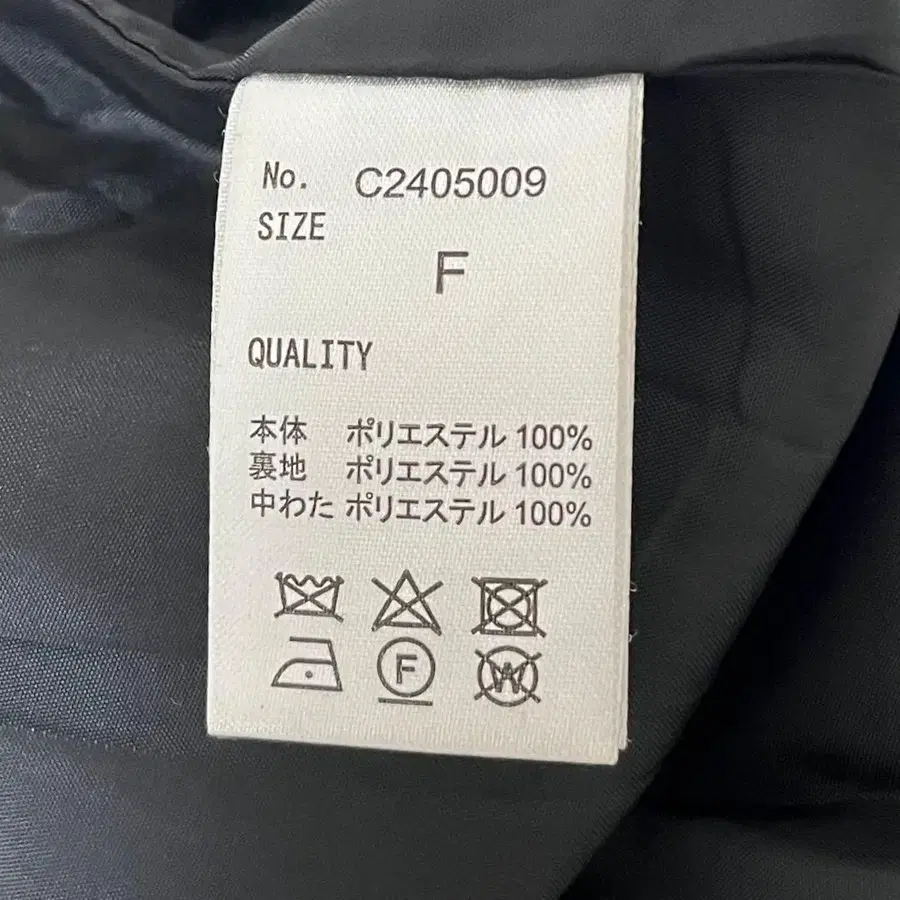 No. C2405009
SIZE
F
QUALITY
本体 ポリエステル 100%
裏地 ポリエステル 100%
中わた ポリエステル 100%
F W